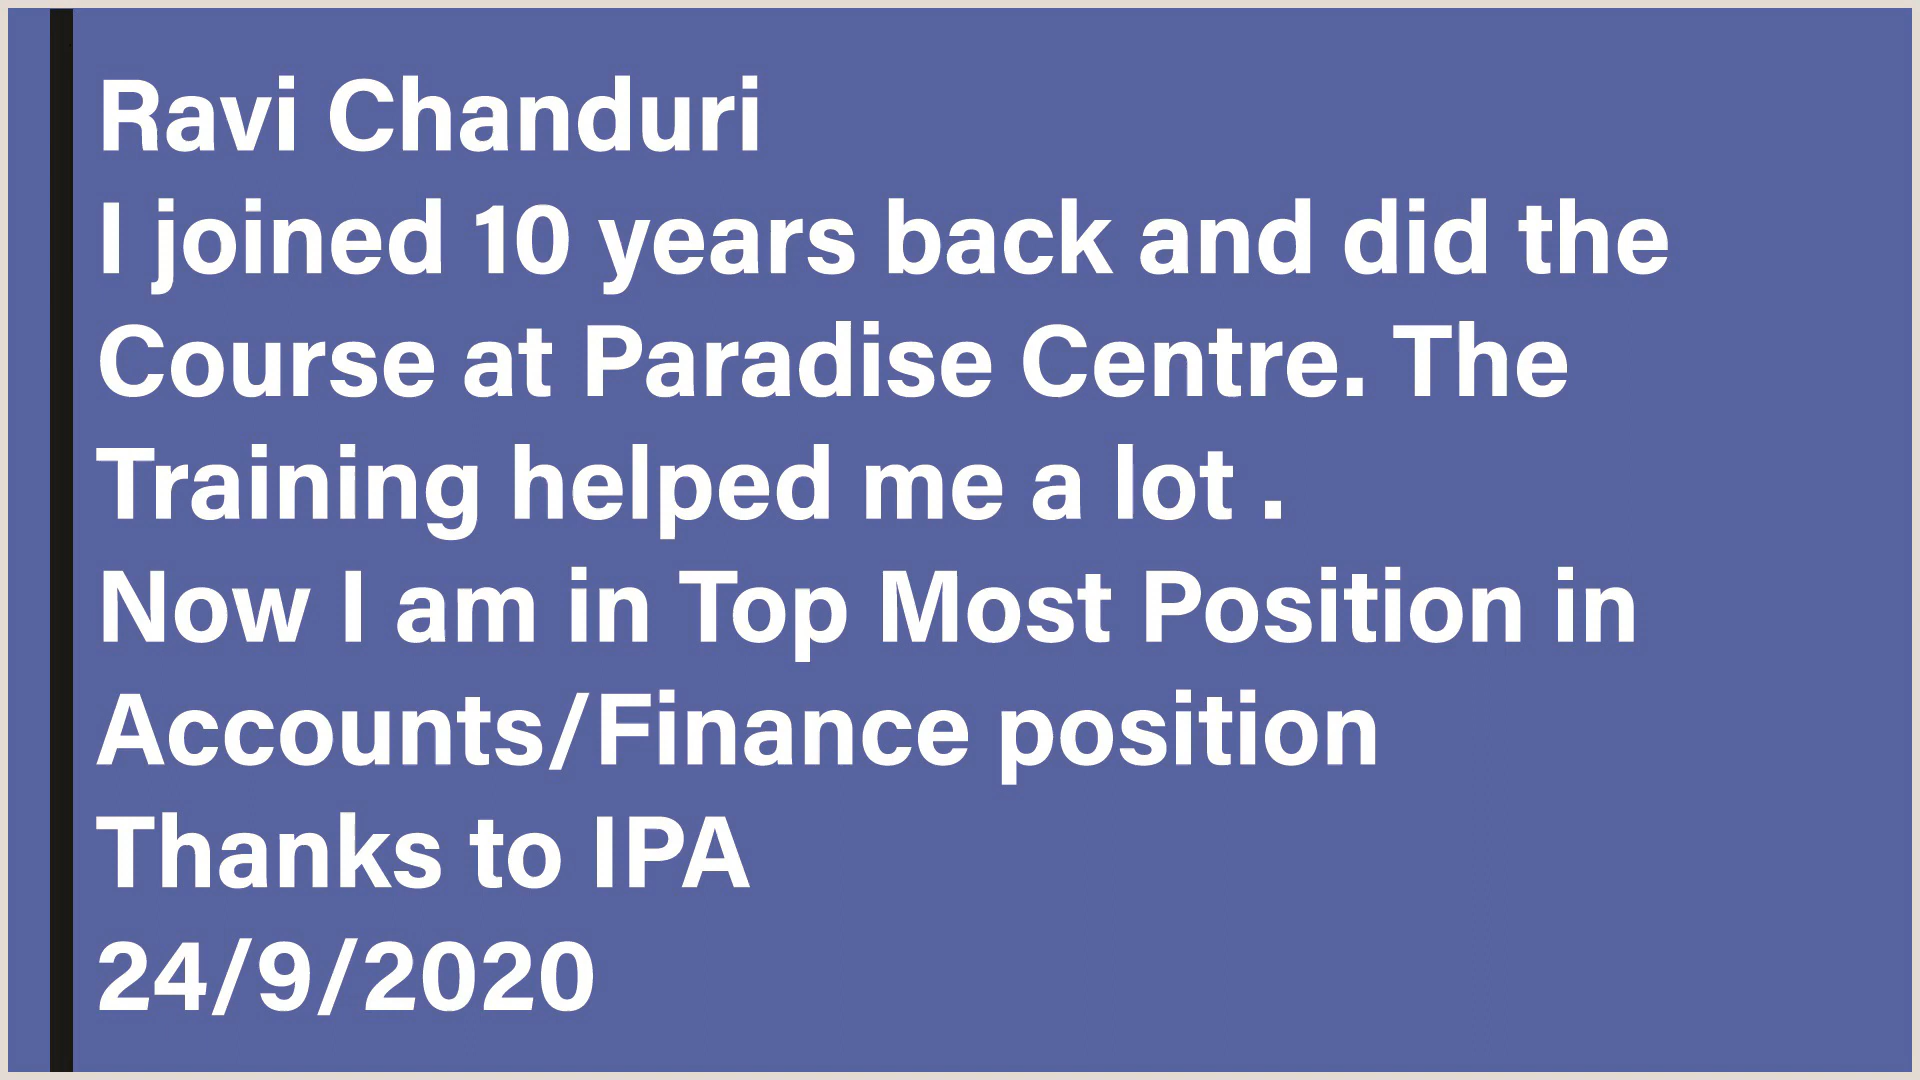 Ravi Chanduri
I joined 10 years back and did the
Course at Paradise Centre. The
Training helped me a lot .
Now I am in Top Most Position in
Accounts/Finance position
Thanks to IPA
24/9/2020